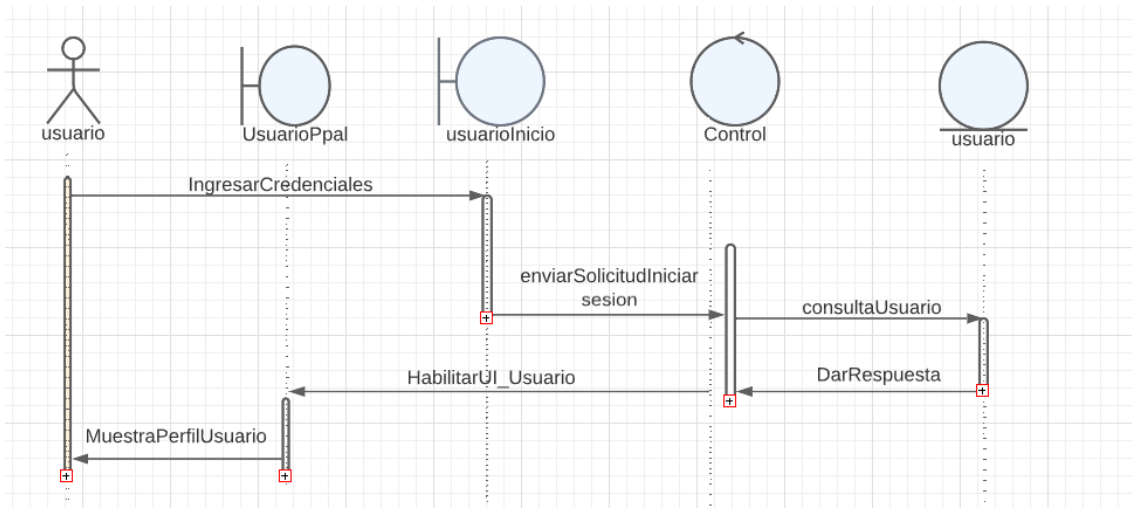 usuario
UsuarioPpal
usuarioInicio
Control
usuario
IngresarCredenciales
enviarSolicitudIniciar
sesion
consultaUsuario
HabilitarUI_Usuario
DarRespuesta
MuestraPerfilUsuario